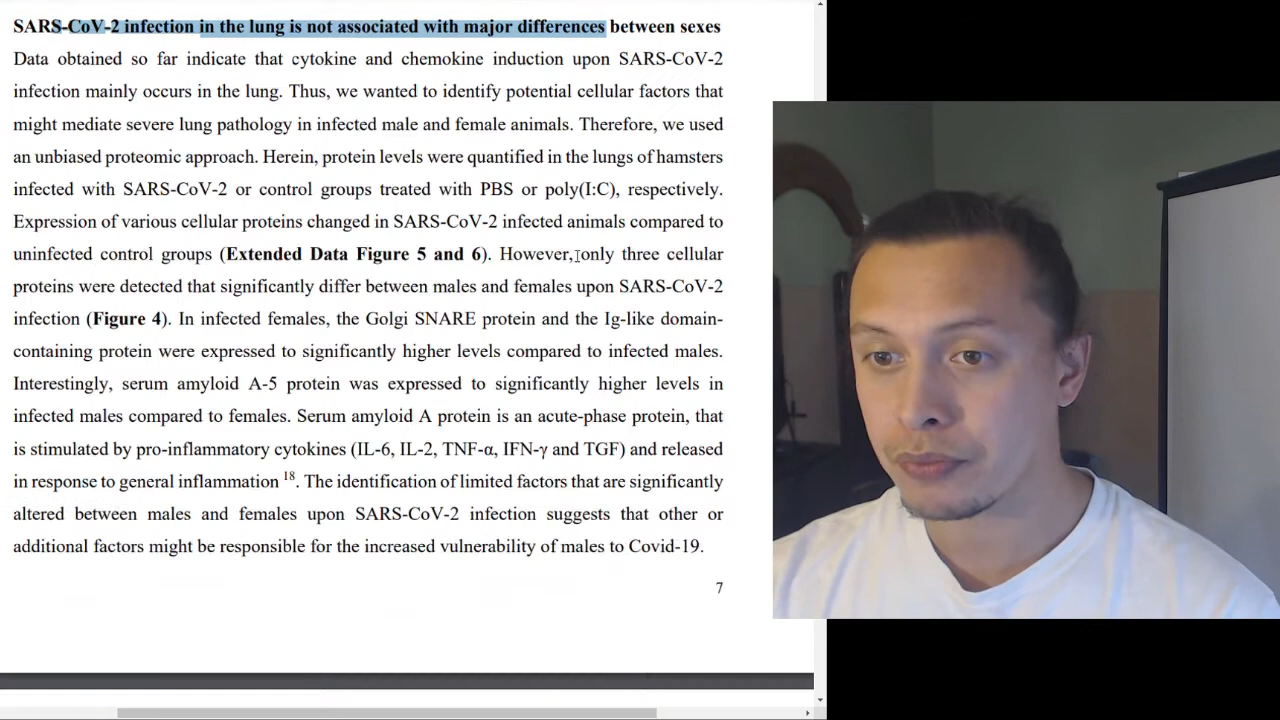 SARS-CoV-2 infection in the lung is not associated with major differences between sexes
Data obtained so far indicate that cytokine and chemokine induction upon SARS-CoV-2
infection mainly occurs in the lung. Thus, we wanted to identify potential cellular factors that
might mediate severe lung pathology in infected male and female animals. Therefore, we used
an unbiased proteomic approach. Herein, protein levels were quantified in the lungs of hamsters
infected with SARS-CoV-2 or control groups treated with PBS or poly(I:C), respectively.
Expression of various cellular proteins changed in SARS-CoV-2 infected animals compared to
uninfected control groups (Extended Data Figure 5 and 6). However, only three cellular
proteins were detected that significantly differ between males and females upon SARS-CoV-2
infection (Figure 4). In infected females, the Golgi SNARE protein and the Ig-like domain-
containing protein were expressed to significantly higher levels compared to infected males.
Interestingly, serum amyloid A-5 protein was expressed to significantly higher levels in
infected males compared to females. Serum amyloid A protein is an acute-phase protein, that
is stimulated by pro-inflammatory cytokines (IL-6, IL-2, TNF-α, IFN-γ and TGF) and released
in response to general inflammation 18. The identification of limited factors that are significantly
altered between males and females upon SARS-CoV-2 infection suggests that other or
additional factors might be responsible for the increased vulnerability of males to Covid-19.
7